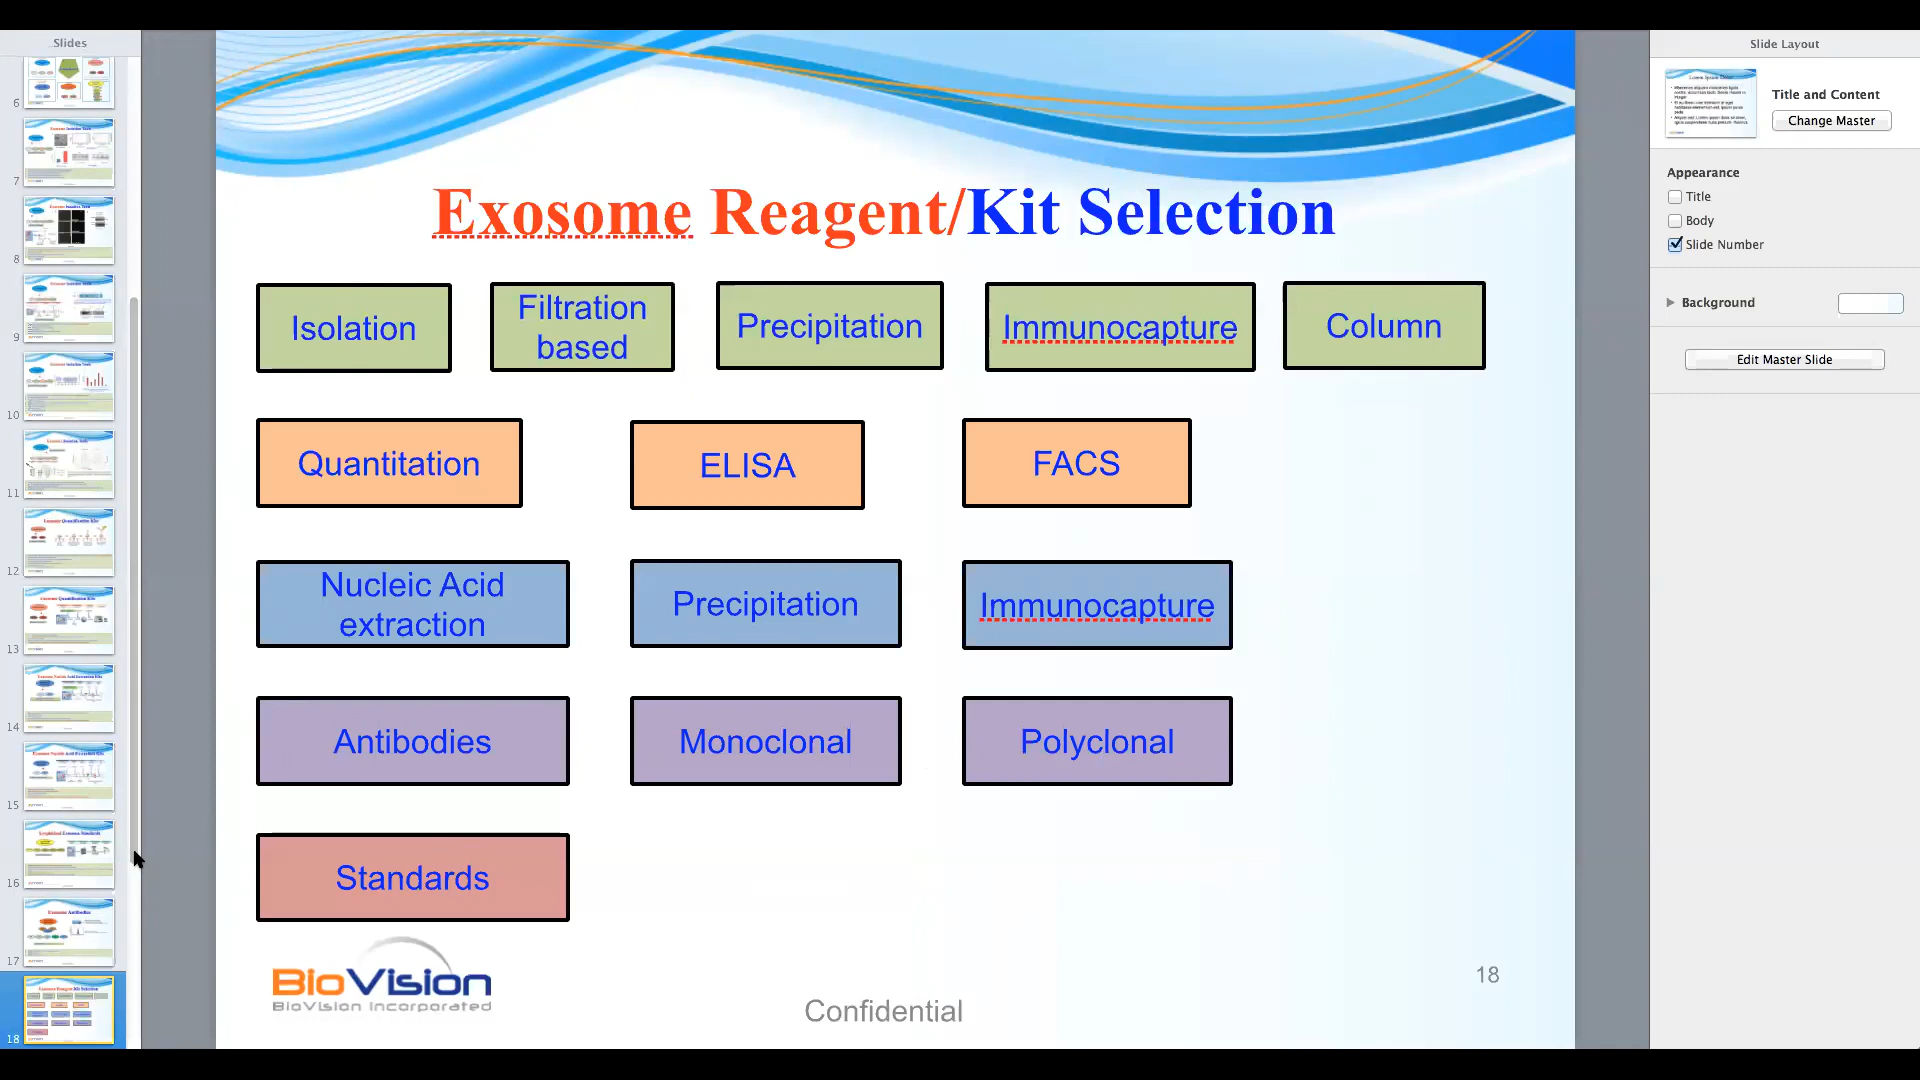 Slides
Slide Layout
Title and Content
Change Master
Appearance
Title
Body
Slide Number
Background
Edit Master Slide
Exosome Reagent/Kit Selection
Isolation
Filtration
based
Precipitation
Immunocapture
Column
Quantitation
ELISA
FACS
Nucleic Acid
extraction
Precipitation
Immunocapture
Antibodies
Monoclonal
Polyclonal
Standards
BioVision
BioVision Incorporated
Confidential
18
6
7
8
9
10
11
12
13
14
15
16
17
18